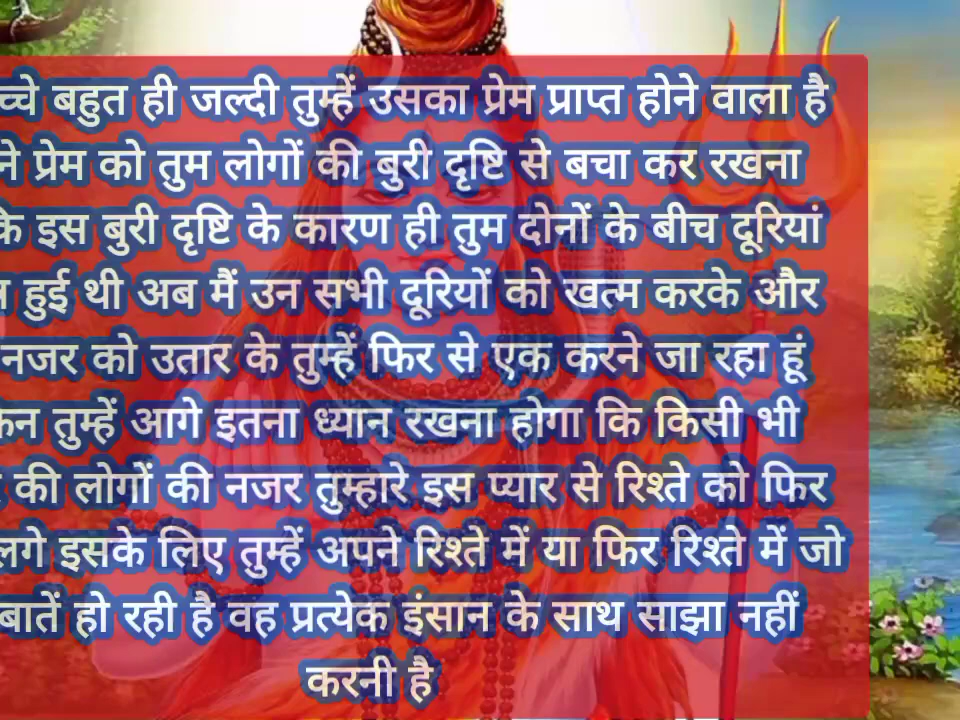 बहुत ही जल्दी तुम्हें उसका प्रेम प्राप्त होने वाला है
प्रेम को तुम लोगों की बुरी दृष्टि से बचा कर रखना
इस बुरी दृष्टि के कारण ही तुम दोनों के बीच दूरियां
हुई थी अब मैं उन सभी दूरियों को खत्म करके और
नजर को उतार के तुम्हें फिर से एक करने जा रहा हूं
तुम्हें आगे इतना ध्यान रखना होगा कि किसी भी
की लोगों की नजर तुम्हारे इस प्यार से रिश्ते को फिर
इसके लिए तुम्हें अपने रिश्ते में या फिर रिश्ते में जो
बातें हो रही है वह प्रत्येक इंसान के साथ साझा नहीं
करनी है